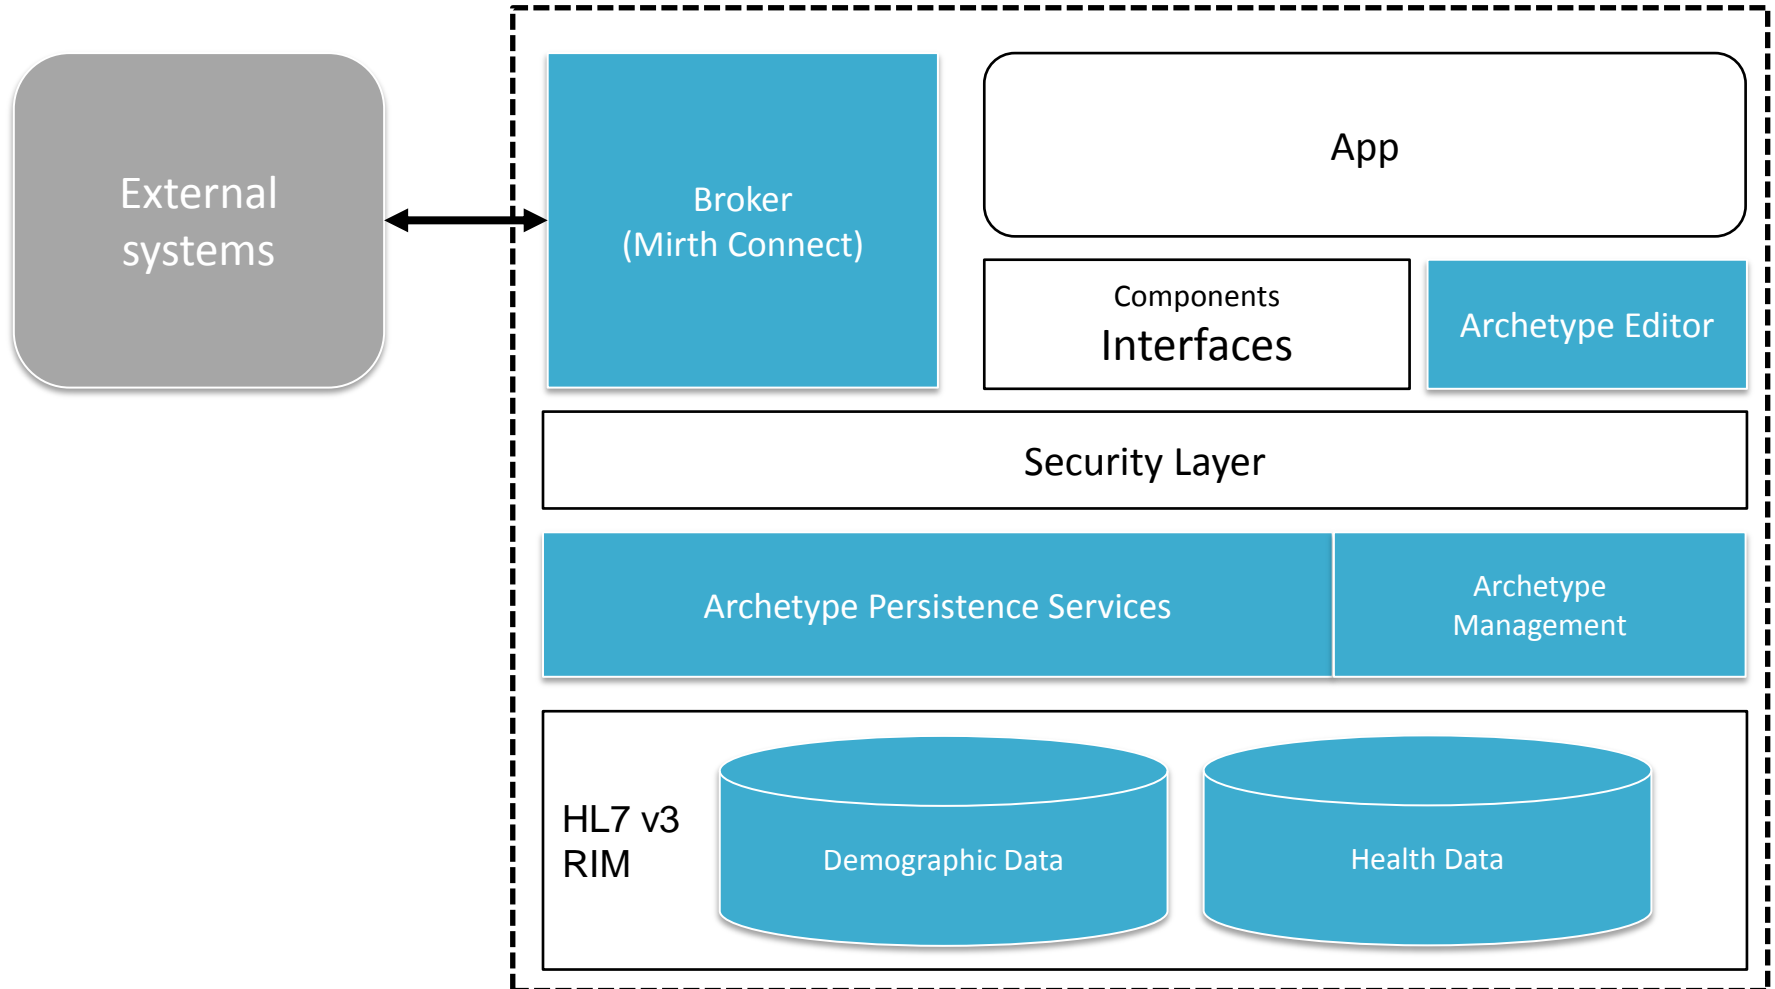 External
systems
Broker
(Mirth Connect)
App
Components
Interfaces
Archetype Editor
Security Layer
Archetype Persistence Services
Archetype
Management
HL7 v3
RIM
Demographic Data
Health Data